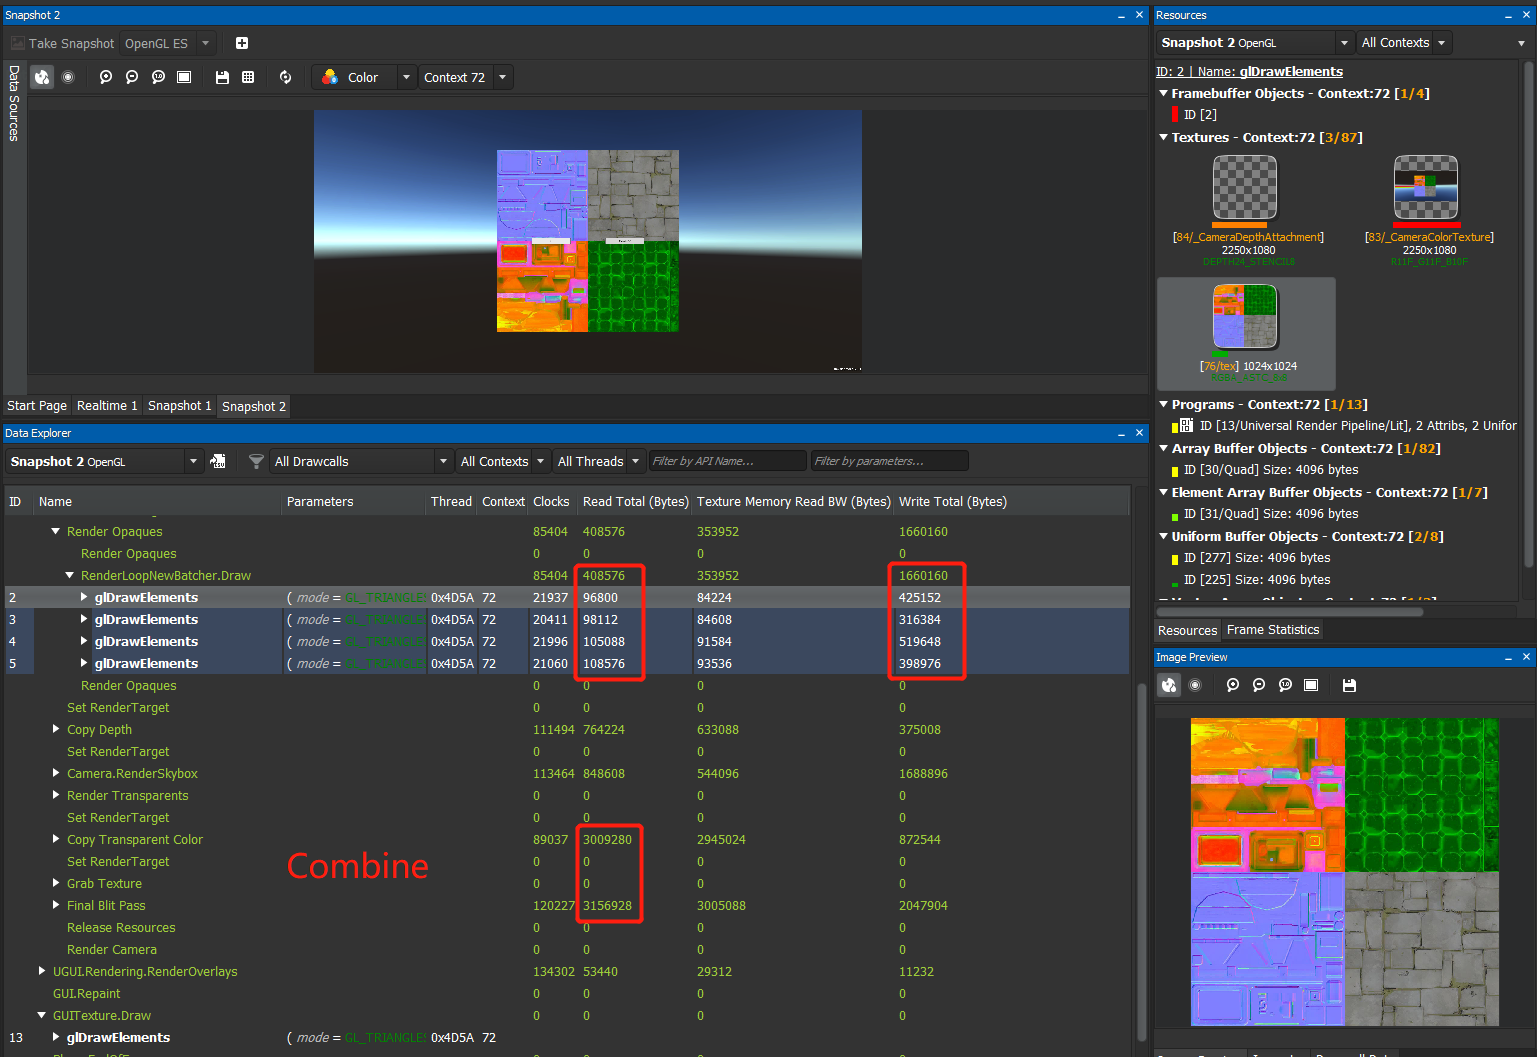 Snapshot 2
Take Snapshot OpenGL ES
Color Context 72
Data Sources
Start Page Realtime 1 Snapshot 1 Snapshot 2
Data Explorer
Snapshot 2 OpenGL All Drawcalls All Contexts All Threads Filter by API Name... Filter by parameters...
ID Name Parameters Thread Context Clocks Read Total (Bytes) Texture Memory Read BW (Bytes) Write Total (Bytes)
Render Opaques 85404 408576 353952 1660160
Render Opaques 0 0 0 0
RenderLoopNewBatcher.Draw 85404 408576 353952 1660160
2 glDrawElements ( mode = GL_TRIANGLES 0x4D5A 72 21937 96800 84224 425152
3 glDrawElements ( mode = GL_TRIANGLES 0x4D5A 72 20411 98112 84608 316384
4 glDrawElements ( mode = GL_TRIANGLES 0x4D5A 72 21996 105088 91584 519648
5 glDrawElements ( mode = GL_TRIANGLES 0x4D5A 72 21060 108576 93536 398976
Render Opaques 0 0 0 0
Set RenderTarget 0 0 0 0
Copy Depth 111494 764224 633088 375008
Set RenderTarget 0 0 0 0
Camera.RenderSkybox 113464 848608 544096 1688896
Render Transparents 0 0 0 0
Set RenderTarget 0 0 0 0
Copy Transparent Color 89037 3009280 2945024 872544
Set RenderTarget 0 0 0 0
Grab Texture 0 0 0 0
Final Blit Pass 120227 3156928 3005088 2047904
Release Resources 0 0 0 0
Render Camera 0 0 0 0
UGUI.Rendering.RenderOverlays 134302 53440 29312 11232
GUI.Repaint 0 0 0 0
GUITexture.Draw 0 0 0 0
13 glDrawElements ( mode = GL_TRIANGLES 0x4D5A 72
Combine
Resources
Snapshot 2 OpenGL All Contexts
ID: 2 | Name: glDrawElements
Framebuffer Objects - Context:72 [1/4]
ID [2]
Textures - Context:72 [3/87]
[84/_CameraDepthAttachment] [83/_CameraColorTexture]
2250x1080 2250x1080
DEPTH24_STENCIL8 R11F_G11F_B10F
[76/tex] 1024x1024
Programs - Context:72 [1/13]
ID [13/Universal Render Pipeline/Lit], 2 Attribs, 2 Unifor
Array Buffer Objects - Context:72 [1/82]
ID [30/Quad] Size: 4096 bytes
Element Array Buffer Objects - Context:72 [1/7]
ID [31/Quad] Size: 4096 bytes
Uniform Buffer Objects - Context:72 [2/8]
ID [277] Size: 4096 bytes
ID [225] Size: 4096 bytes
Resources Frame Statistics
Image Preview